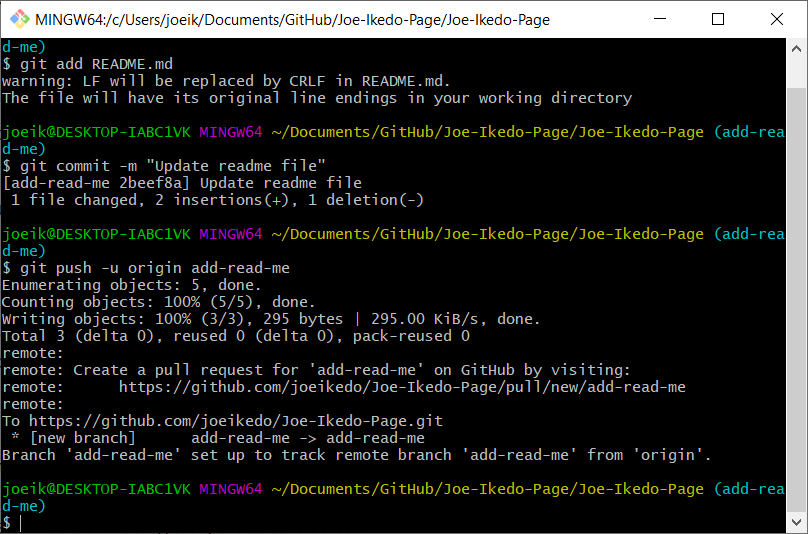 MINGW64:/c/Users/joeik/Documents/GitHub/Joe-Ikedo-Page/Joe-Ikedo-Page
d-me)
$ git add README.md
warning: LF will be replaced by CRLF in README.md.
The file will have its original line endings in your working directory
joeik@DESKTOP-IABC1VK MINGW64 ~/Documents/GitHub/Joe-Ikedo-Page/Joe-Ikedo-Page (add-rea
d-me)
$ git commit -m "Update readme file"
[add-read-me 2beef8a] Update readme file
 1 file changed, 2 insertions(+), 1 deletion(-)
joeik@DESKTOP-IABC1VK MINGW64 ~/Documents/GitHub/Joe-Ikedo-Page/Joe-Ikedo-Page (add-rea
d-me)
$ git push -u origin add-read-me
Enumerating objects: 5, done.
Counting objects: 100% (5/5), done.
Writing objects: 100% (3/3), 295 bytes | 295.00 KiB/s, done.
Total 3 (delta 0), reused 0 (delta 0), pack-reused 0
remote:
remote: Create a pull request for 'add-read-me' on GitHub by visiting:
remote:      https://github.com/joeikedo/Joe-Ikedo-Page/pull/new/add-read-me
remote:
To https://github.com/joeikedo/Joe-Ikedo-Page.git
 * [new branch]      add-read-me -> add-read-me
Branch 'add-read-me' set up to track remote branch 'add-read-me' from 'origin'.
joeik@DESKTOP-IABC1VK MINGW64 ~/Documents/GitHub/Joe-Ikedo-Page/Joe-Ikedo-Page (add-rea
d-me)
$